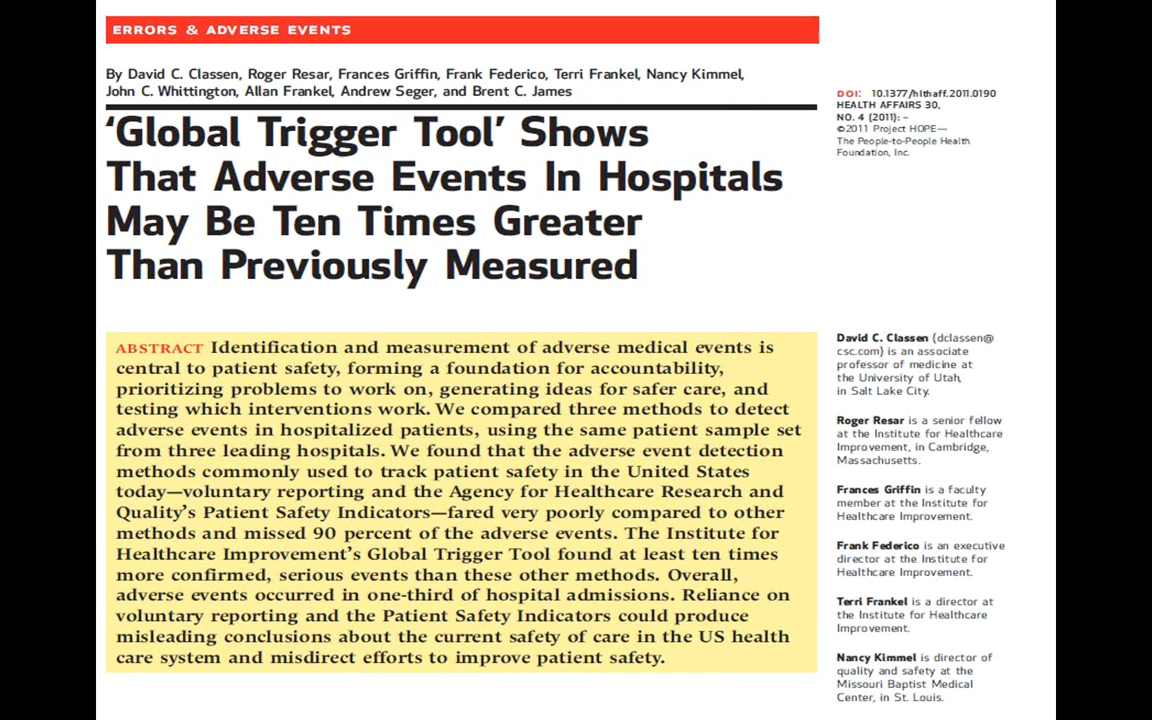 ERRORS & ADVERSE EVENTS
By David C. Classen, Roger Resar, Frances Griffin, Frank Federico, Terri Frankel, Nancy Kimmel,
John C. Whittington, Allan Frankel, Andrew Seger, and Brent C. James
‘Global Trigger Tool’ Shows
That Adverse Events In Hospitals
May Be Ten Times Greater
Than Previously Measured
ABSTRACT Identification and measurement of adverse medical events is
central to patient safety, forming a foundation for accountability,
prioritizing problems to work on, generating ideas for safer care, and
testing which interventions work. We compared three methods to detect
adverse events in hospitalized patients, using the same patient sample set
from three leading hospitals. We found that the adverse event detection
methods commonly used to track patient safety in the United States
today—voluntary reporting and the Agency for Healthcare Research and
Quality’s Patient Safety Indicators—fared very poorly compared to other
methods and missed 90 percent of the adverse events. The Institute for
Healthcare Improvement’s Global Trigger Tool found at least ten times
more confirmed, serious events than these other methods. Overall,
adverse events occurred in one-third of hospital admissions. Reliance on
voluntary reporting and the Patient Safety Indicators could produce
misleading conclusions about the current safety of care in the US health
care system and misdirect efforts to improve patient safety.
DOI: 10.1377/hlthaff.2011.0190
HEALTH AFFAIRS 30,
NO. 4 (2011): –
©2011 Project HOPE—
The People-to-People Health
Foundation, Inc.
David C. Classen (dclassen@
csc.com) is an associate
professor of medicine at
the University of Utah,
in Salt Lake City.
Roger Resar is a senior fellow
at the Institute for Healthcare
Improvement, in Cambridge,
Massachusetts.
Frances Griffin is a faculty
member at the Institute for
Healthcare Improvement.
Frank Federico is an executive
director at the Institute for
Healthcare Improvement.
Terri Frankel is a director at
the Institute for Healthcare
Improvement.
Nancy Kimmel is director of
quality and safety at the
Missouri Baptist Medical
Center, in St. Louis.